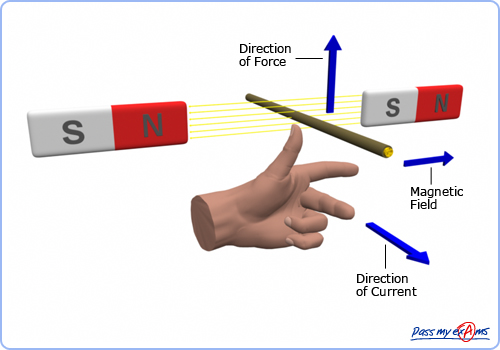 Direction
of Force
S N
S N
Magnetic
Field
Direction
of Current
pass my exAms